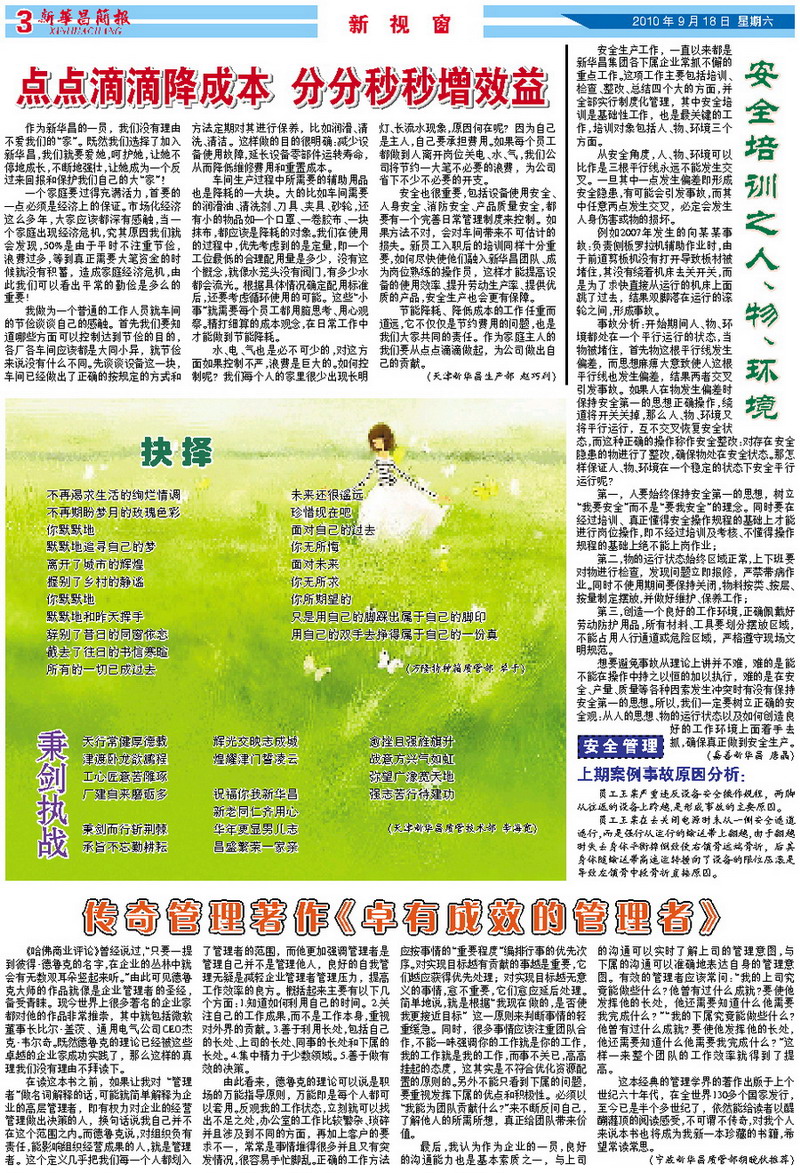 3
新華昌簡報
XINHUACHANG
新视窗
2010年9月18日 星期六
点点滴滴降成本 分分秒秒增效益
作为新华昌的一员，我们没有理由
不爱我们的“家”。既然我们选择了加入
新华昌，我们就要爱她，呵护她，让她不
停地成长，不断地强壮，让她成为一个反
过来围报和保护我们自己的大“家”！
一个家庭要过得充满活力，首要的
一点必须是经济上的保证。市场化经济
这么多年，大家应该都深有感触，当一
个家庭出现经济危机，究其原因我们就
会发现，50%是由于平时不注重节俭，
浪费过多，等到真正需要大笔资金的时
候就没有积蓄，造成家庭经济危机，由
此我们可以看出平常的勤俭是多么的
重要！
我做为一个普通的工作人员就车间
的节俭谈谈自己的感触。首先我们要知
道哪些方面可以控制达到节俭的目的，
各厂各车间应该都是大同小异，就节俭
来说没有什么不同。先谈谈设备这一块，
车间已经做出了正确的按规定的方式和
方法定期对其进行保养，比如润滑、清
洗、清洁。这样做的目的很明确：减少设
备使用故障，延长设备零部件运转寿命，
从而降低维修费用和重置成本。
车间生产过程中所需要的辅助用品
也是降耗的一大块。大的比如车间需要
的润滑油、清洗剂、刀具、夹具、砂轮，还
有小的物品如一个口罩、一卷胶布、一块
抹布，都应该是降耗的对象。我们在使用
的过程中，优先考虑到的是定量，即一个
工位最低的合理配用量是多少，没有这
个概念，就像水笼头没有阀门，有多少水
都会流光。根据具体情况确定配用标准
后，还要考虑循环使用的可能。这些“小
事”就需要每个员工都用脑思考、用心观
察。精打细算的成本观念，在日常工作中
才能做到节能降耗。
水、电、气也是必不可少的，对这方
面如果控制不严，浪费是巨大的。如何控
制呢？我们每个人的家里很少出现长明
灯、长流水现象，原因何在呢？因为自己
是主人，自己要承担费用。如果每个员工
都做到人离开岗位关电、水、气，我们公
司将节约一大笔不必要的浪费，为公司
省下不少不必要的开支。
安全也很重要，包括设备使用安全、
人身安全、消防安全、产品质量安全，都
要有一个完善日常管理制度来控制。如
果方法不对，会对车间带来不可估计的
损失。新员工入职后的培训同样十分重
要，如何尽快使他们融入新华昌团队、成
为岗位熟练的操作员，这样才能提高设
备的使用效率、提升劳动生产率、提供优
质的产品，安全生产也会更有保障。
节能降耗、降低成本的工作任重而
道远，它不仅仅是节约费用的问题，也是
我们大家共同的责任。作为家庭主人的
我们要从点点滴滴做起，为公司做出自
己的贡献。
（天津新华昌生产部 赵巧利）
安全培训之人、物、环境
安全生产工作，一直以来都是
新华昌集团各下属企业常抓不懈的
重点工作。这项工作主要包括培训、
检查、整改、总结四个大的方面，并
全部实行制度化管理，其中安全培
训是基础性工作，也是最关键的工
作，培训对象包括人、物、环境三个
方面。
从安全角度，人、物、环境可以
比作是三根平行线永远不能发生交
叉。一旦其中一点发生偏差即形成
安全隐患，有可能会引发事故，而其
中任意两点发生交叉，必定会发生
人身伤害或物的损坏。
例如2007年发生的向某某事
故：负责侧板罗拉机辅助作业时，由
于前道剪板机没有打开导致板材被
堵住，其没有绕着机床去关开关，而
是为了求快直接从运行的机床上面
跳了过去，结果双脚落在运行的滚
轮之间，形成事故。
事故分析：开始期间人、物、环
境都处在一个平行运行的状态，当
物被堵住，首先物这根平行线发生
偏差，而思想麻痹大意致使人这根
平行线也发生偏差，结果两者交叉
引发事故。如果人在物发生偏差时
保持安全第一的思想正确操作，绕
道将开关关掉，那么人、物、环境又
将平行运行，互不交叉恢复安全状
态，而这种正确的操作称作安全整改：对存在安全
隐患的物进行了整改，确保物处在安全状态。那怎
样保证人、物、环境在一个稳定的状态下安全平行
运行呢？
第一，人要始终保持安全第一的思想，树立
“我要安全”而不是“要我安全”的理念。同时要在
经过培训、真正懂得安全操作规程的基础上才能
进行岗位操作，即不经过培训及考核、不懂得操作
规程的基础上绝不能上岗作业；
第二，物的运行状态始终区域正常，上下班要
对物进行检查，发现问题立即报修，严禁带病作
业。同时不使用期间要保持关闭，物料按类、按层、
按量制定摆放，并做好维护、保养工作；
第三，创造一个良好的工作环境，正确佩戴好
劳动防护用品，所有材料、工具要划分摆放区域，
不能占用人行通道或危险区域，严格遵守现场文
明规范。
想要避免事故从理论上讲并不难，难的是能
不能在操作中持之以恒的加以执行，难的是在安
全、产量、质量等各种因素发生冲突时有没有保持
安全第一的思想。所以，我们一定要树立正确的安
全观：从人的思想、物的运行状态以及如何创造良
好的工作环境上面着手去
抓，确保真正做到安全生产。
安全管理
上期案例事故原因分析：
员工王某严重违反设备安全操作规程，两脚
从往返的设备上跨越，是形成事故的主要原因。
员工王某在去关闭电源时未从一侧安全通道
通行，而是强行从运行的输送带上翻越，由于翻越
时失去身体平衡摔倒致使右锁骨远端骨折，后其
身体随输送带高速运转挨向了设备的限位压滚是
导致左锁骨中段骨折直接原因。
抉择
不再渴求生活的绚烂情调
不再期盼梦月的玫瑰色彩
你默默地
默默地追寻自己的梦
离开了城市的辉煌
握别了乡村的静谧
你默默地
默默地和昨天挥手
辞别了昔日的同窗依恋
截去了往日的书信寒暄
所有的一切已成过去
未来还很遥远
珍惜现在吧
面对自己的过去
你无所悔
面对未来
你无所求
你所期望的
只是用自己的脚踩出属于自己的脚印
用自己的双手去挣得属于自己的一份真
秉剑执战
天行常健厚德载
津渡卧龙欲鹏程
工心匠意苦雕琢
厂建自来磨砺多
秉剑而行斩荆棘
承旨不忘勤耕耘
辉光交映志成城
煌耀津门誉凌云
祝福你我新华昌
新老同仁齐用心
华年更显男儿志
昌盛繁荣一家亲
愈挫且强旌旗升
战意方兴气如虹
弥望广漆宽天地
强志苦行待建功
（天津新华昌质管技术部 李海宽）
传奇管理著作《卓有成效的管理者》
《哈佛商业评论》曾经说过，“只要一提
到彼得·德鲁克的名字，在企业的丛林中就
会有无数双耳朵竖起来听。”由此可见德鲁
克大师的作品就像是企业管理者的圣经，
备受青睐。现今世界上很多著名的企业家
都对他的作品非常推崇，其中就包括微软
董事长比尔·盖茨、通用电气公司CEO杰
克·韦尔奇。既然德鲁克的理论已经被这些
卓越的企业家成功实践了，那么这样的真
理我们没有理由不拜读下。
在读这本书之前，如果让我对“管理
者”做名词解释的话，可能就简单解释为企
业的高层管理者，即有权力对企业的经营
管理做出决策的人，换句话说我自己并不
在这个范围之内。而德鲁克说，对组织负有
责任，能影响组织经营成果的人，就是管理
者。这个定义几乎把我们每一个人都划入
了管理者的范围，而他更加强调管理者是
管理自己并不是管理他人，良好的自我管
理无疑是减轻企业管理者管理压力，提高
工作效率的良方。概括起来主要有以下几
个方面：1.知道如何利用自己的时间。2.关
注自己的工作成果，而不是工作本身，重视
对外界的贡献。3.善于利用长处，包括自己
的长处、上司的长处、同事的长处和下属的
长处。4.集中精力于少数领域。5.善于做有
效的决策。
由此看来，德鲁克的理论可以说是职
场的万能指导原则，万能即是每个人都可
以套用。反观我的工作状态，立刻就可以找
出不足之处，办公室的工作比较繁杂、琐碎
并且涉及到不同的方面，再加上客户的要
求不一，常常是事情堆得很多并且又有突
发情况，很容易手忙脚乱。正确的工作方法
应按事情的“重要程度”编排行事的优先次
序。对实现目标越有贡献的事越是重要，它
们越应获得优先处理；对实现目标越无意
义的事情，愈不重要，它们愈应延后处理。
简单地说，就是根据“我现在做的，是否使
我更接近目标”这一原则来判断事情的轻
重缓急。同时，很多事情应该注重团队合
作，不能一味强调你的工作就是你的工作，
我的工作就是我的工作，而事不关已，高高
挂起的态度，这其实是不符合优化资源配
置的原则的。另外不能只看到下属的问题，
要重视发挥下属的优点和积极性。必须以
“我能为团队贡献什么？”来不断反问自己，
了解他人的所需所想，真正给团队带来价
值。
最后，我认为作为企业的一员，良好
的沟通能力也是基本素质之一，与上司
的沟通可以实时了解上司的管理意图，与
下属的沟通可以准确地表达自身的管理意
图。有效的管理者应该常问：“我的上司究
竟能做些什么？他曾有过什么成就？要使他
发挥他的长处，他还需要知道什么他需要
我完成什么？”“我的下属究竟能做些什么？
他曾有过什么成就？要使他发挥他的长处，
他还需要知道什么他需要我完成什么？”这
样一来整个团队的工作效率就得到了提
高。
这本经典的管理学界的著作出版于上个
世纪六十年代，在全世界130多个国家发行，
至今已是半个多世纪了，依然能给读者以醍
醐灌顶的阅读感受，不可谓不传奇，对我个人
来说本书也将成为我新一本珍藏的书籍，希
望常读常思。